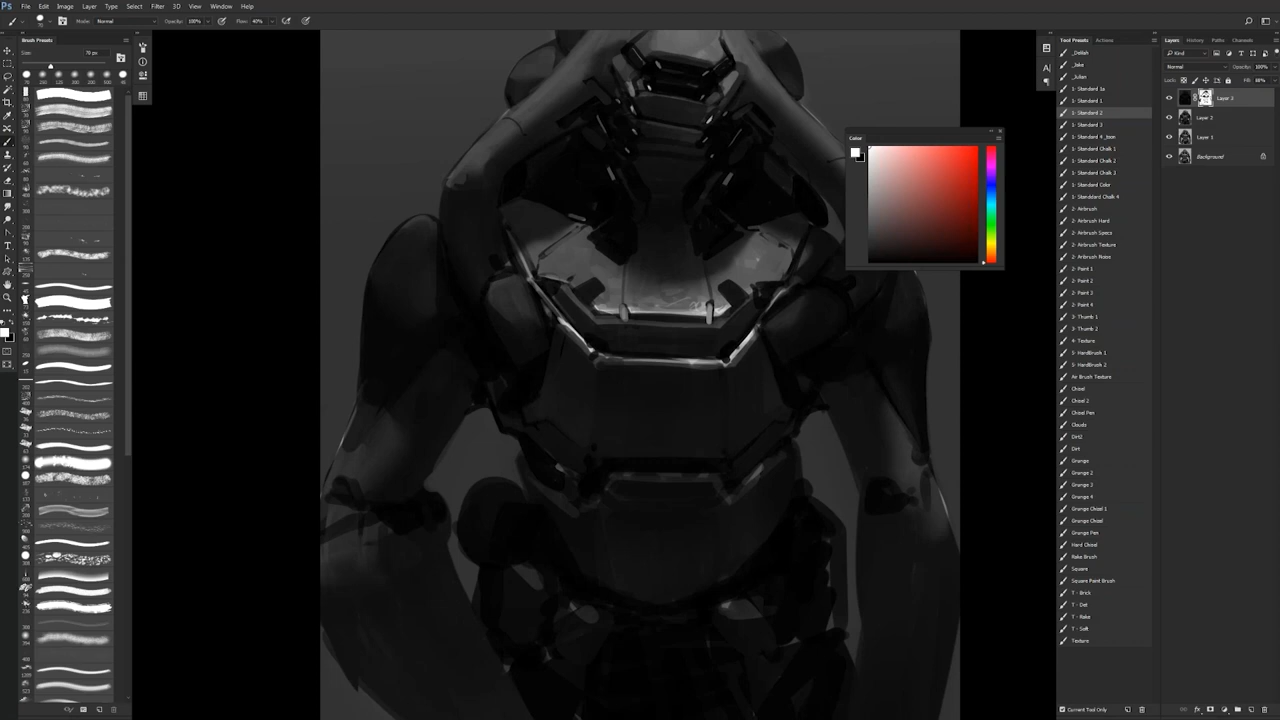 Ps File Edit Image Layer Type Select Filter 3D View Window Help
Mode: Normal Opacity: 100% Flow: 40%
Brush Presets
Size: 70 px
Color
Tool Presets Actions
_Delilah
_Jake
_Julian
1- Standard 1a
1- Standard 1
1- Standard 2
1- Standard 3
1- Standard 4
1- Standard Chalk 1
1- Standard Chalk 2
1- Standard Chalk 3
1- Standard Color
1- Standdard Chalk 4
2- Airbrush
2- Airbrush Hard
2- Airbrush Specs
2- Airbrush Texture
2- Airbrush Noise
2- Paint 1
2- Paint 2
2- Paint 3
2- Paint 4
3- Thumb 1
3- Thumb 2
4- Texture
5- HardBrush 1
5- HardBrush 2
Air Brush Texture
Chisel
Chisel 2
Chisel Pen
Clouds
Dirt2
Dirt
Grunge
Grunge 2
Grunge 3
Grunge 4
Grunge Chisel 1
Grunge Chisel
Grunge Pen
Hard Chisel
Rake Brush
Square
Square Paint Brush
T - Brick
T - Dot
T - Rake
T - Soft
Texture
Current Tool Only
Layers History Paths Channels
Kind
Normal Opacity: 100%
Lock: Fill: 88%
Layer 3
Layer 2
Layer 1
Background